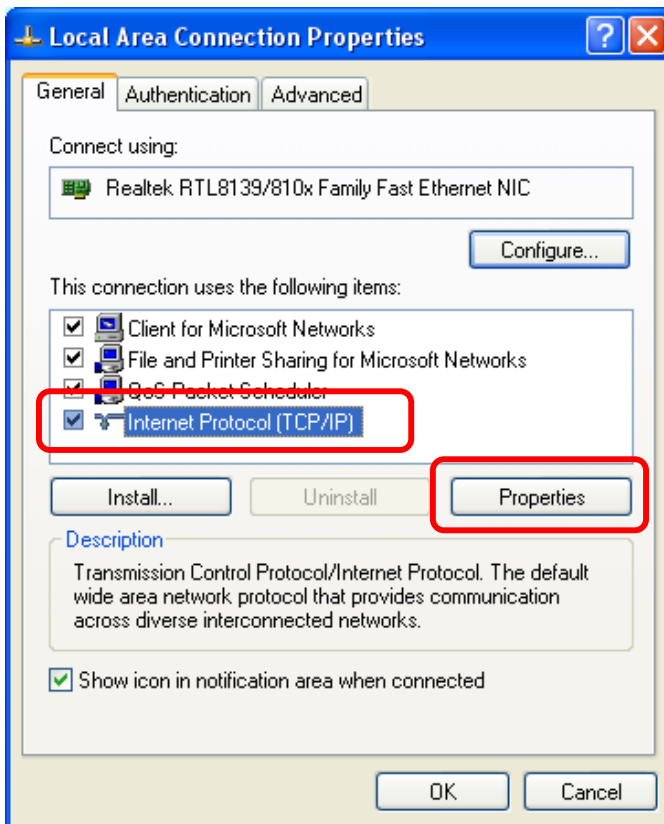 Local Area Connection Properties
General Authentication Advanced
Connect using:
Realtek RTL8139/810x Family Fast Ethernet NIC
Configure...
This connection uses the following items:
Client for Microsoft Networks
File and Printer Sharing for Microsoft Networks
QoS Packet Scheduler
Internet Protocol (TCP/IP)
Install... Uninstall Properties
Description
Transmission Control Protocol/Internet Protocol. The default
wide area network protocol that provides communication
across diverse interconnected networks.
Show icon in notification area when connected
OK Cancel